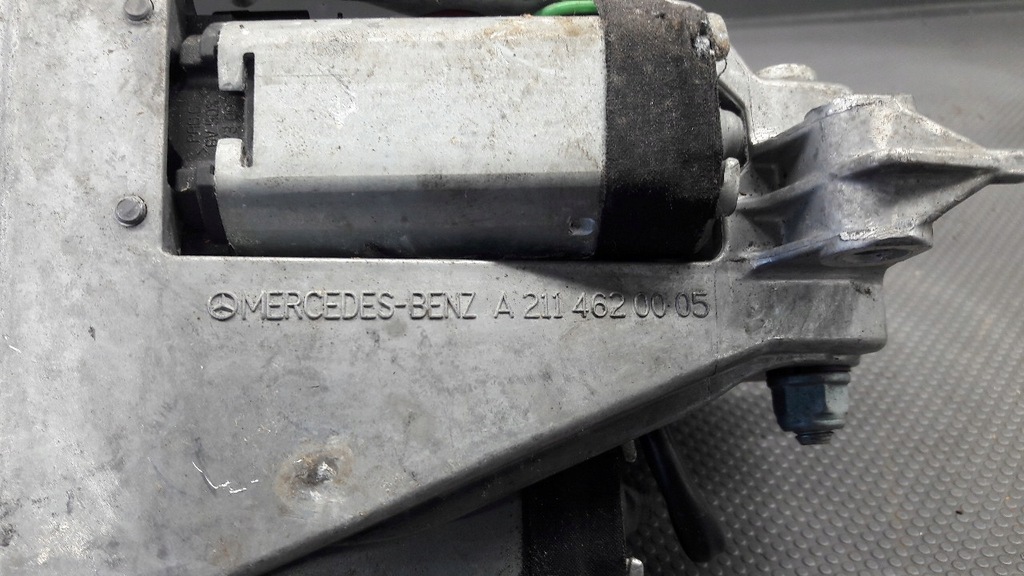 MERCEDES-BENZ A 211 462 00 05